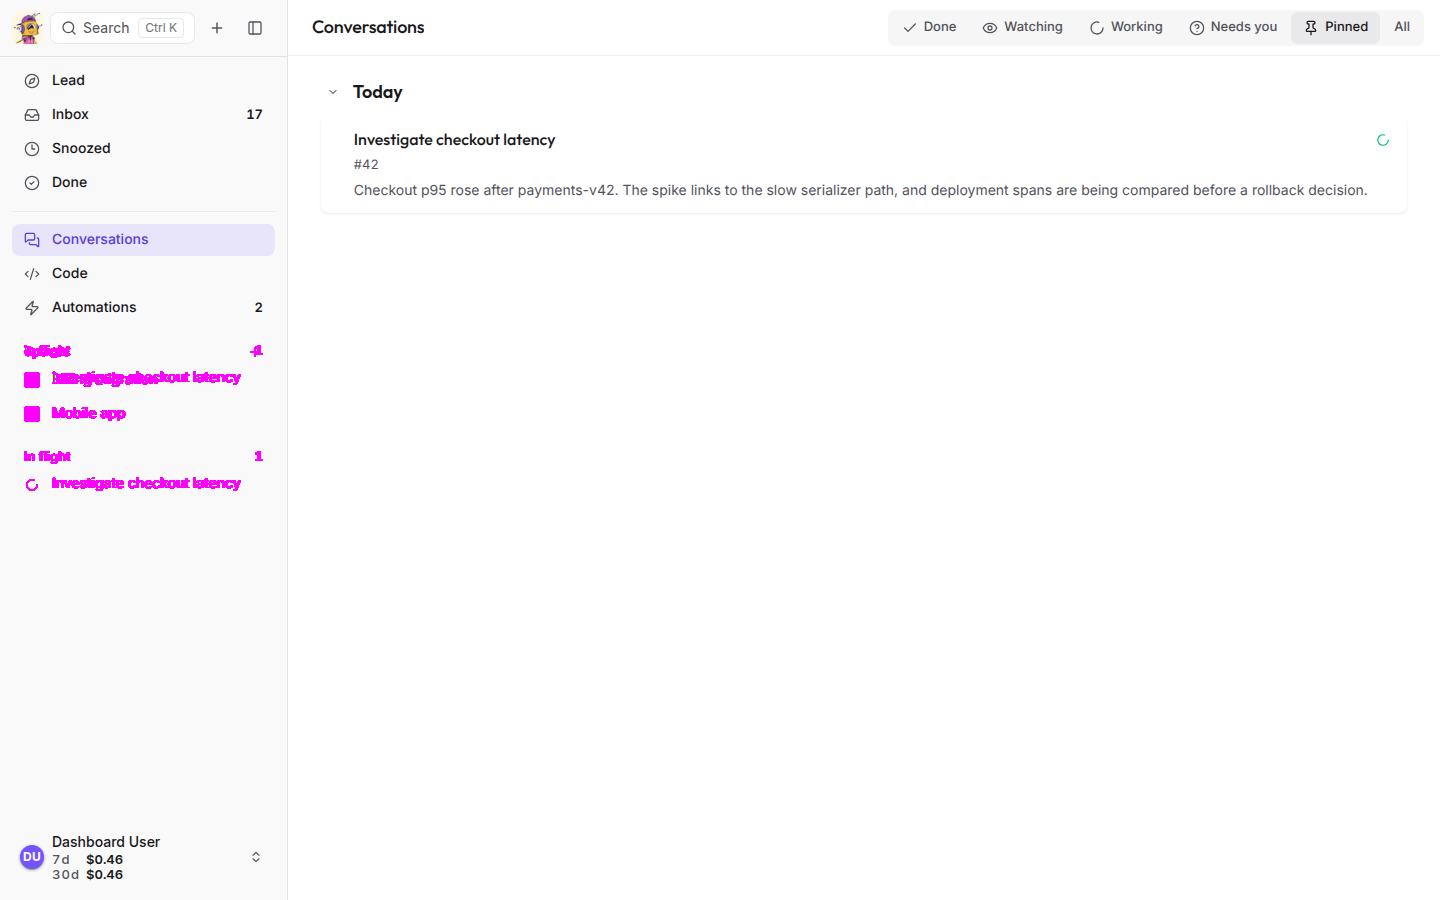 Search Ctrl K
Lead
Inbox 17
Snoozed
Done
Conversations
Code
Automations 2
Mobile app
In flight 1
Investigate checkout latency
Dashboard User
DU
7d $0.46
30d $0.46
Conversations
Done
Watching
Working
Needs you
Pinned
All
Today
Investigate checkout latency
#42
Checkout p95 rose after payments-v42. The spike links to the slow serializer path, and deployment spans are being compared before a rollback decision.